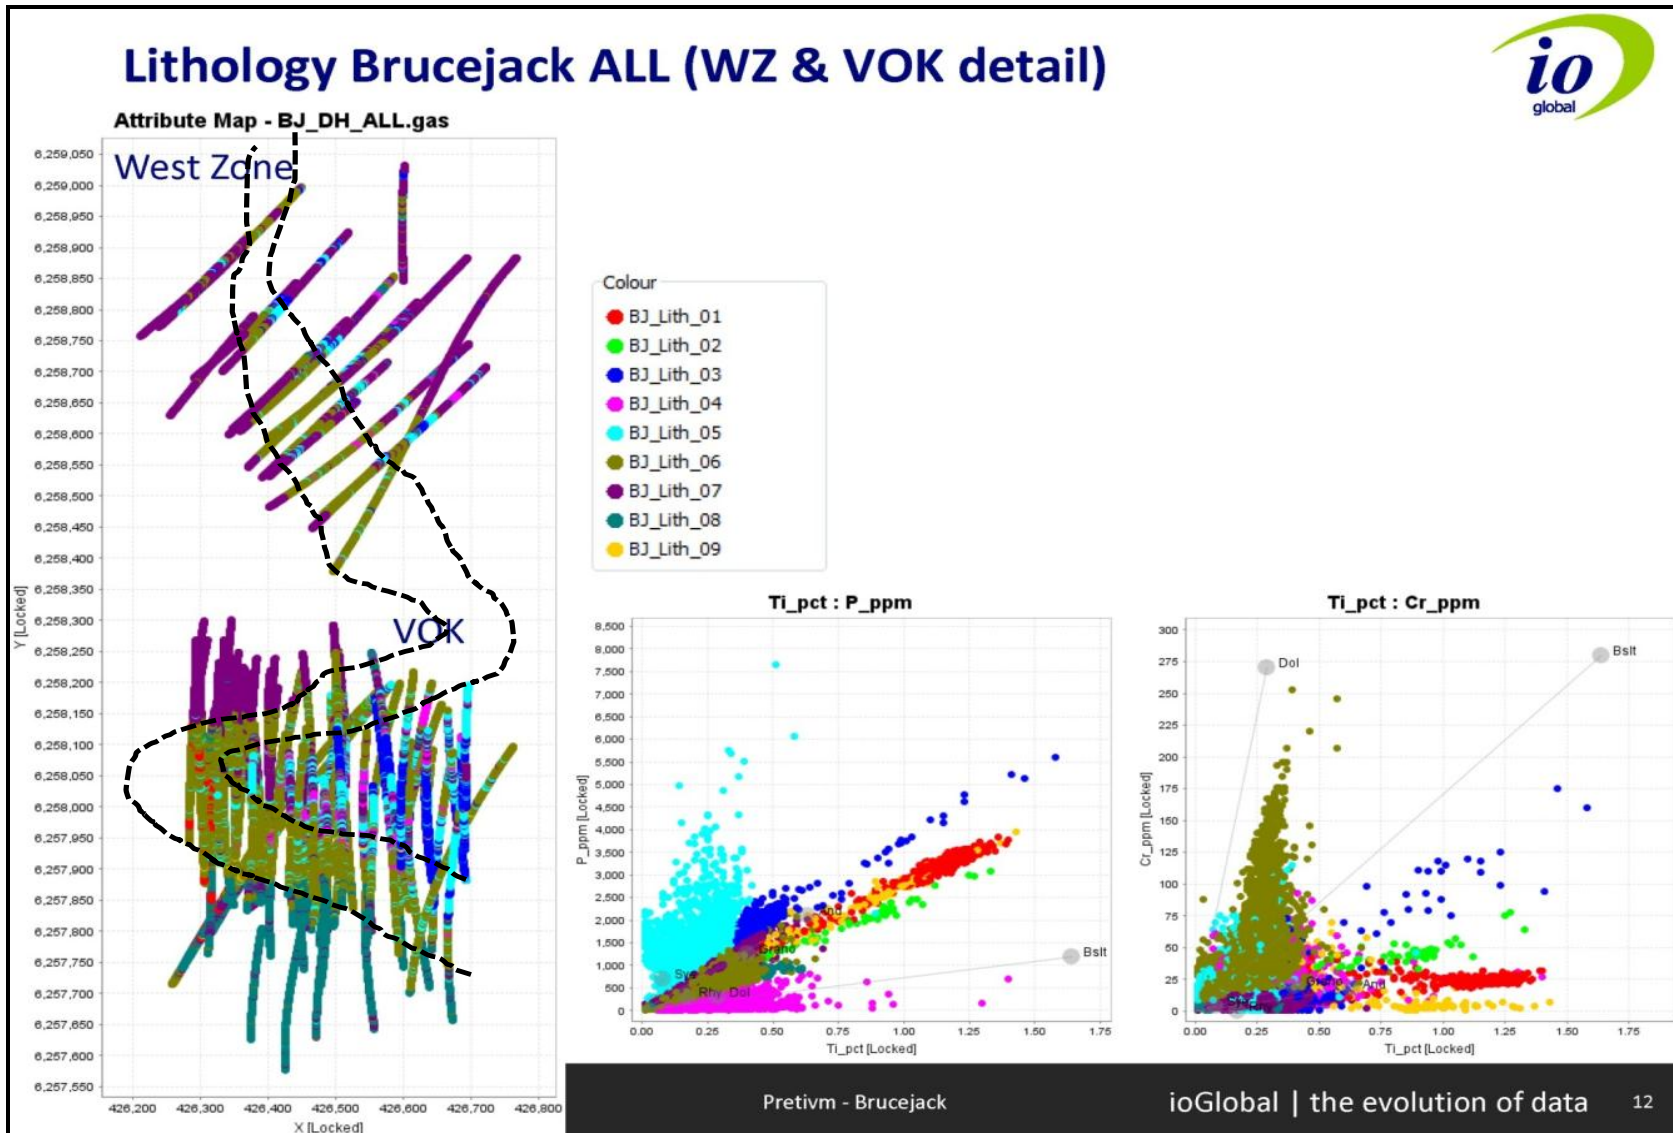 Lithology Brucejack ALL (WZ & VOK detail)
io
global
Attribute Map - BJ_DH_ALL.gas
West Zone
VOK
6,259,050
6,259,000
6,258,950
6,258,900
6,258,850
6,258,800
6,258,750
6,258,700
6,258,650
6,258,600
6,258,550
6,258,500
6,258,450
6,258,400
6,258,350
6,258,300
6,258,250
6,258,200
6,258,150
6,258,100
6,258,050
6,258,000
6,257,950
6,257,900
6,257,850
6,257,800
6,257,750
6,257,700
6,257,650
6,257,600
6,257,550
Y [Locked]
426,200 426,300 426,400 426,500 426,600 426,700 426,800
X [Locked]
Colour
BJ_Lith_01
BJ_Lith_02
BJ_Lith_03
BJ_Lith_04
BJ_Lith_05
BJ_Lith_06
BJ_Lith_07
BJ_Lith_08
BJ_Lith_09
Ti_pct : P_ppm
8,500
8,000
7,500
7,000
6,500
6,000
5,500
5,000
4,500
4,000
3,500
3,000
2,500
2,000
1,500
1,000
500
0
P_ppm [Locked]
And
Grano
Bslt
Rhy Dol
0.00 0.25 0.50 0.75 1.00 1.25 1.50 1.75
Ti_pct [Locked]
Ti_pct : Cr_ppm
300
275
250
225
200
175
150
125
100
75
50
25
0
Cr_ppm [Locked]
Dol
Bslt
Grano
And
0.00 0.25 0.50 0.75 1.00 1.25 1.50 1.75
Ti_pct [Locked]
Pretivm - Brucejack
ioGlobal | the evolution of data
12